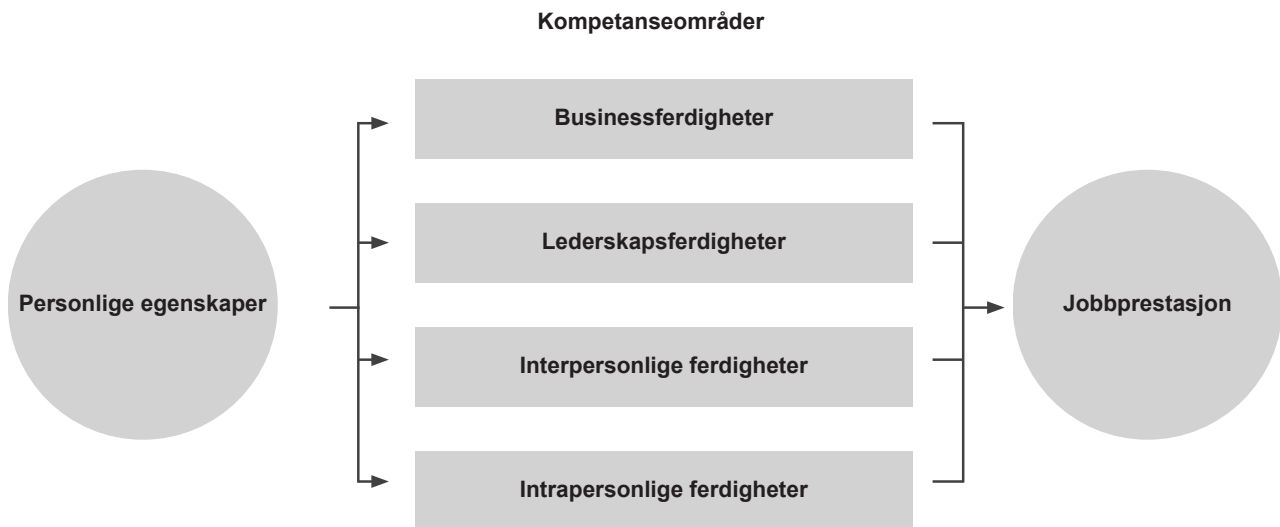 Kompetanseområder
Businessferdigheter
Lederskapsferdigheter
Personlige egenskaper
Jobbprestasjon
Interpersonlige ferdigheter
Intrapersonlige ferdigheter